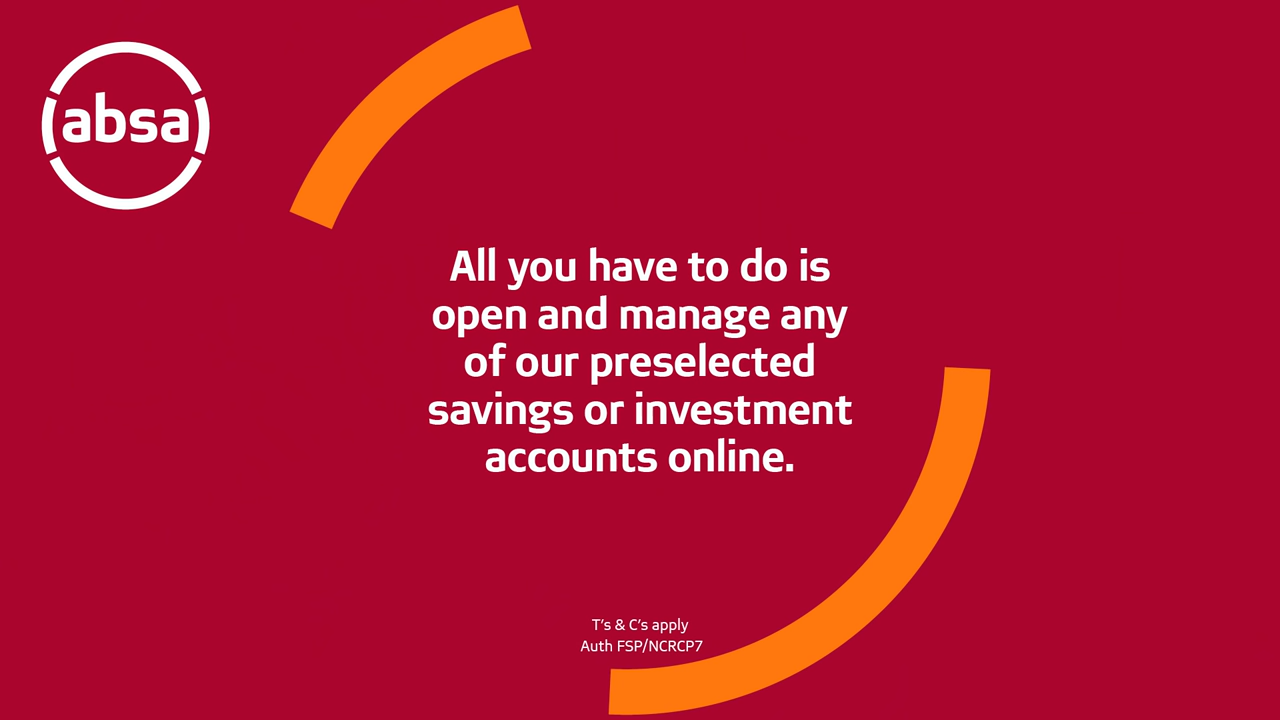 absa
All you have to do is
open and manage any
of our preselected
savings or investment
accounts online.
T's & C's apply
Auth FSP/NCRCP7